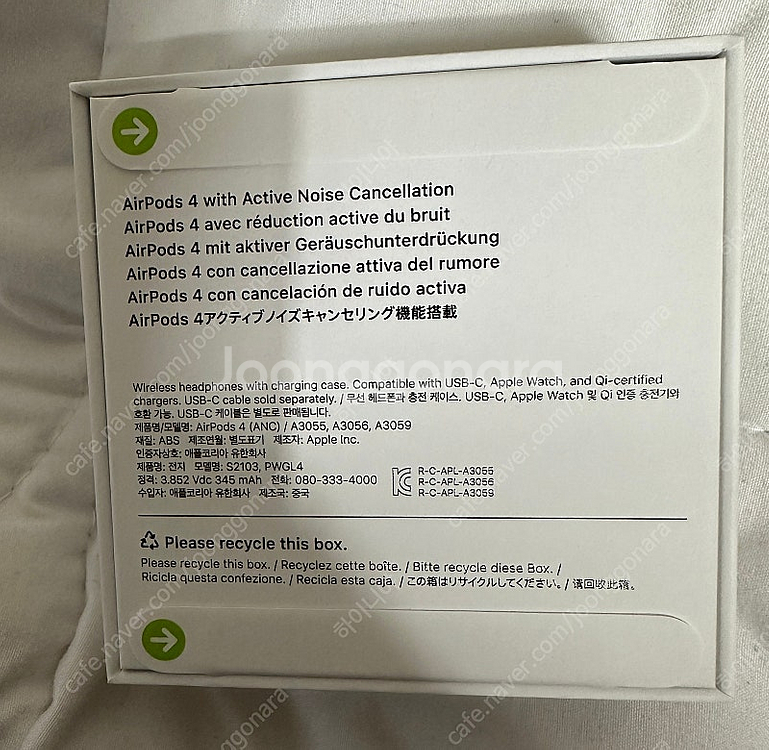 AirPods 4 with Active Noise Cancellation
AirPods 4 avec réduction active du bruit
AirPods 4 mit aktiver Geräuschunterdrückung
AirPods 4 con cancellazione attiva del rumore
AirPods 4 con cancelación de ruido activa
AirPods 4アクティブノイズキャンセリング機能搭載
Joonggonara
Wireless headphones with charging case. Compatible with USB-C, Apple Watch, and Qi-certified
chargers. USB-C cable sold separately. / 무선 헤드폰과 충전 케이스. USB-C, Apple Watch 및 Qi 인증 충전기와
호환 가능. USB-C 케이블은 별도로 판매됩니다.
제품명/모델명: AirPods 4 (ANC) / A3055, A3056, A3059
재질: ABS 제조연월: 별도표기 제조자: Apple Inc.
인증자상호: 애플코리아 유한회사
제품명: 전지 모델명: S2103, PWGL4
정격: 3.852 Vdc 345 mAh 전화: 080-333-4000
수입자: 애플코리아 유한회사 제조국: 중국
R-C-APL-A3055
R-C-APL-A3056
R-C-APL-A3059
Please recycle this box.
Please recycle this box. / Recyclez cette boîte. / Bitte recycle diese Box. /
Ricicla questa confezione. / Recicla esta caja. / この箱はリサイクルしてください。/ 请回收此箱。
cafe.naver.com/joonggonara